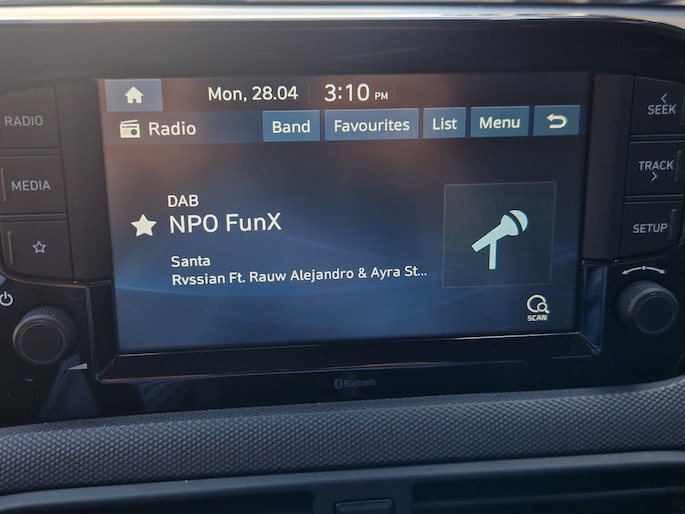 Mon, 28.04 3:10 PM
RADIO
Radio Band Favourites List Menu
SEEK
MEDIA
TRACK
DAB
NPO FunX
SETUP
Santa
Rvssian Ft. Rauw Alejandro & Ayra St...
SCAN
Bluetooth